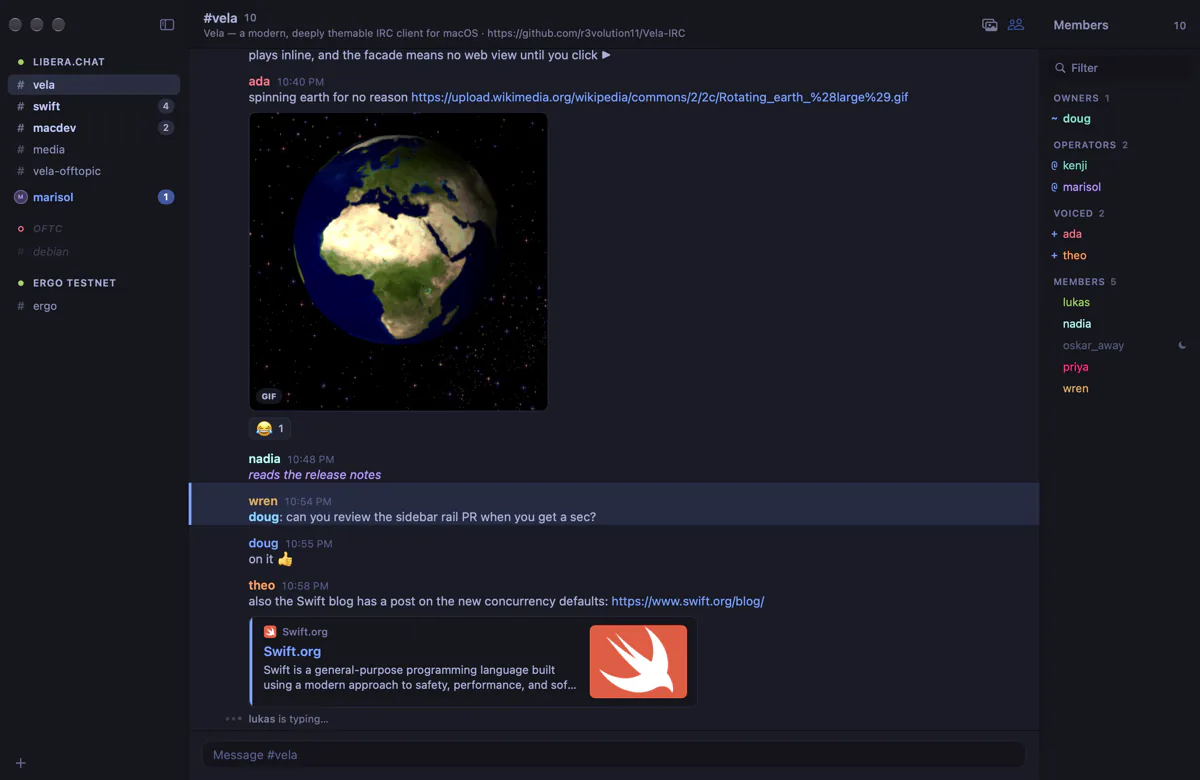 LIBERA.CHAT
# vela
# swift 4
# macdev 2
# media
# vela-offtopic
M marisol 1
OFTC
# debian
ERGO TESTNET
# ergo
#vela 10
Vela — a modern, deeply themable IRC client for macOS · https://github.com/r3volution11/Vela-IRC
plays inline, and the facade means no web view until you click ▶
ada 10:40 PM
spinning earth for no reason https://upload.wikimedia.org/wikipedia/commons/2/2c/Rotating_earth_%28large%29.gif
GIF
😂 1
nadia 10:48 PM
reads the release notes
wren 10:54 PM
doug: can you review the sidebar rail PR when you get a sec?
doug 10:55 PM
on it 👍
theo 10:58 PM
also the Swift blog has a post on the new concurrency defaults: https://www.swift.org/blog/
Swift.org
Swift.org
Swift is a general-purpose programming language built
using a modern approach to safety, performance, and sof...
lukas is typing...
Message #vela
Members 10
Filter
OWNERS 1
~ doug
OPERATORS 2
@ kenji
@ marisol
VOICED 2
+ ada
+ theo
MEMBERS 5
lukas
nadia
oskar_away
priya
wren